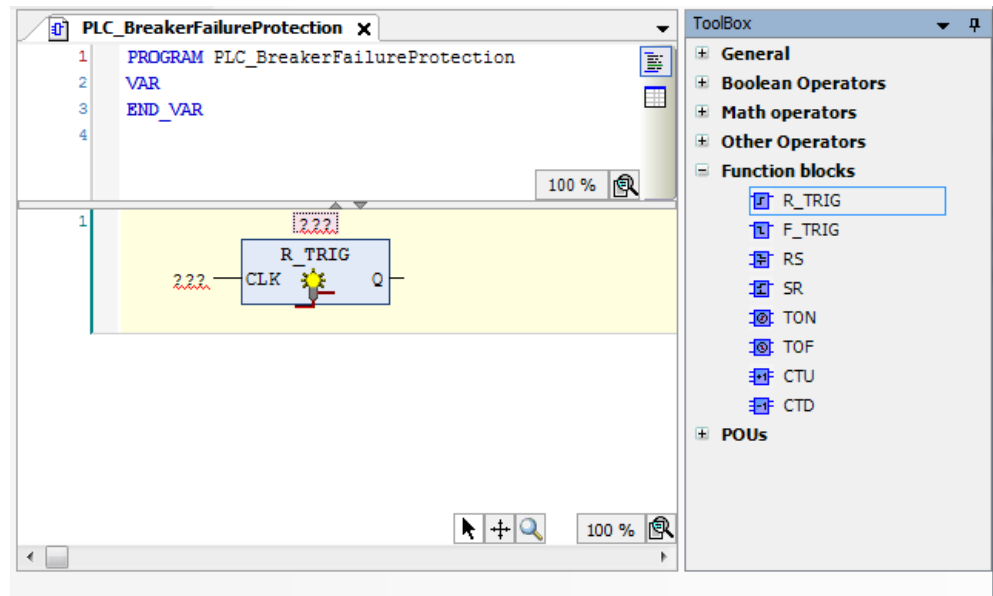 PLC_BreakerFailureProtection
1 PROGRAM PLC_BreakerFailureProtection
2 VAR
3 END_VAR
4
100 %
1
???
R_TRIG
??? CLK Q
100 %
ToolBox
General
Boolean Operators
Math operators
Other Operators
Function blocks
R_TRIG
F_TRIG
RS
SR
TON
TOF
CTU
CTD
POUs